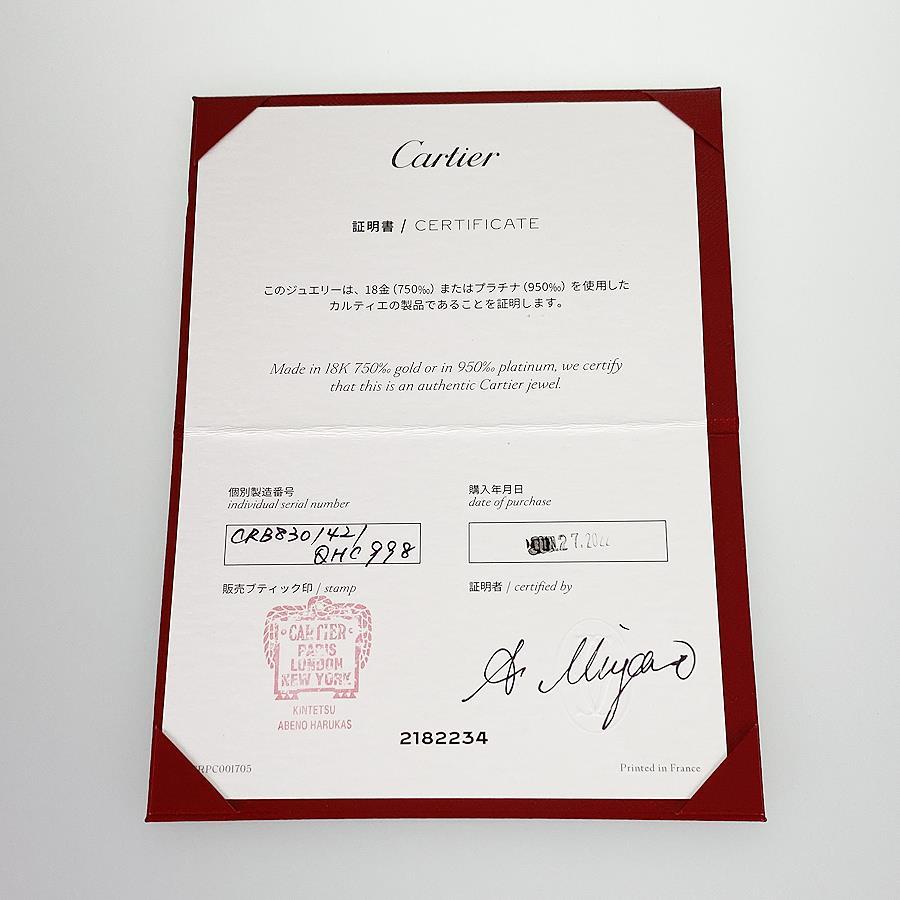 Cartier
証明書 / CERTIFICATE
このジュエリーは、18金（750‰）またはプラチナ（950‰）を使用した
カルティエの製品であることを証明します。
Made in 18K 750‰ gold or in 950‰ platinum, we certify
that this is an authentic Cartier jewel.
個別製造番号
individual serial number
CRB8301421
QHC998
購入年月日
date of purchase
27.2022
販売ブティック印 / stamp
CARTIER
PARIS
LONDON
NEW YORK
KINTETSU
ABENO HARUKAS
証明者 / certified by
A. Miyano
2182234
RPC001705
Printed in France